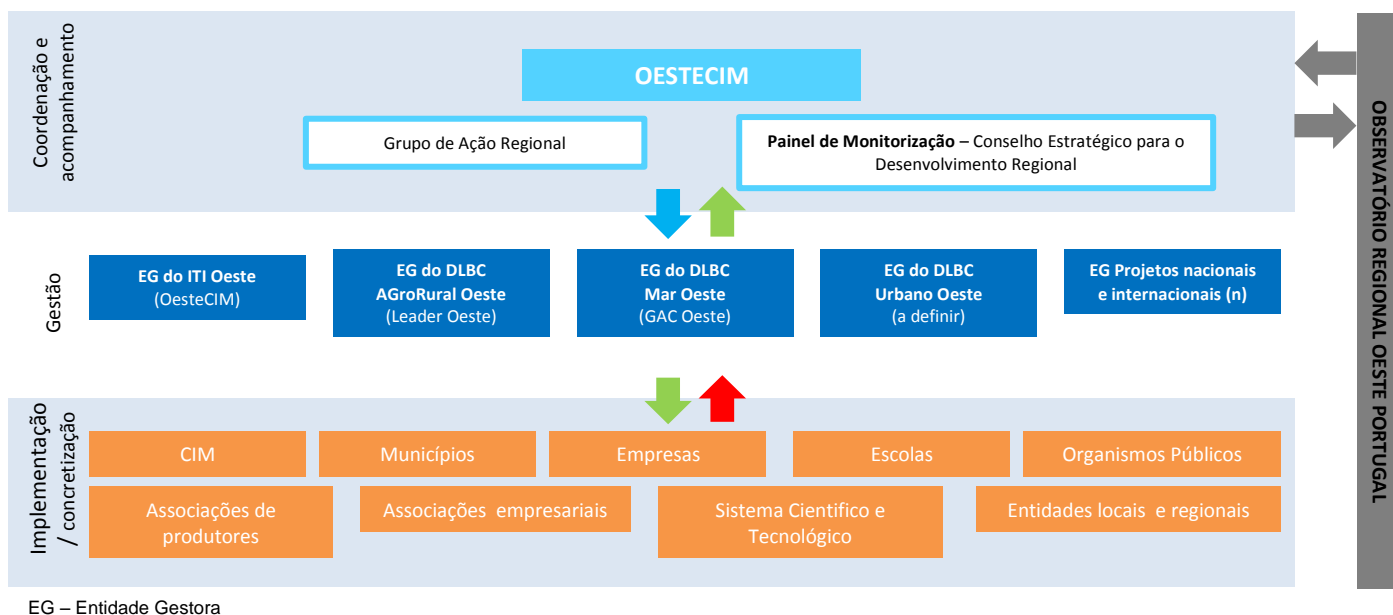 Coordenação e
acompanhamento
OESTECIM
Grupo de Ação Regional
Painel de Monitorização – Conselho Estratégico para o
Desenvolvimento Regional
Gestão
EG do ITI Oeste
(OesteCIM)
EG do DLBC
AGroRural Oeste
(Leader Oeste)
EG do DLBC
Mar Oeste
(GAC Oeste)
EG do DLBC
Urbano Oeste
(a definir)
EG Projetos nacionais
e internacionais (n)
Implementação
/ concretização
CIM
Municípios
Empresas
Escolas
Organismos Públicos
Associações de
produtores
Associações empresariais
Sistema Cientifico e
Tecnológico
Entidades locais e regionais
OBSERVATÓRIO REGIONAL OESTE PORTUGAL
EG – Entidade Gestora